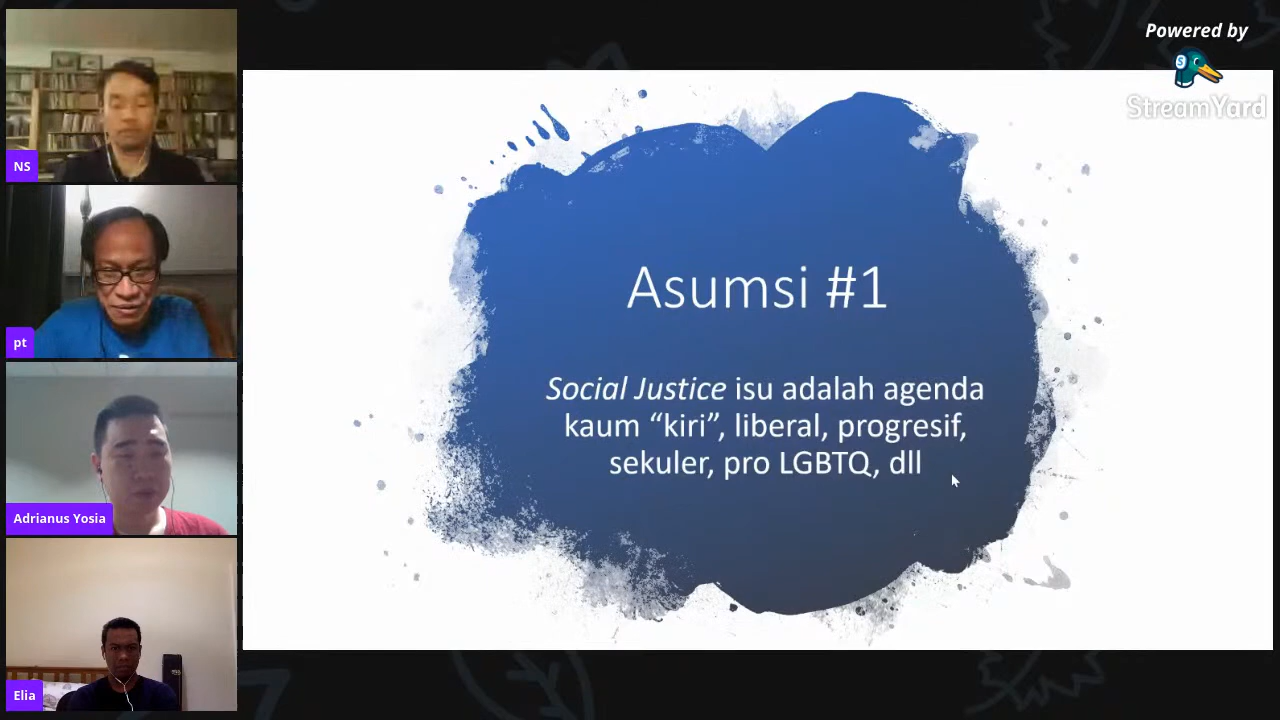 Powered by
StreamYard
NS
pt
Adrianus Yosia
Elia
Asumsi #1
Social Justice isu adalah agenda
kaum “kiri”, liberal, progresif,
sekuler, pro LGBTQ, dll